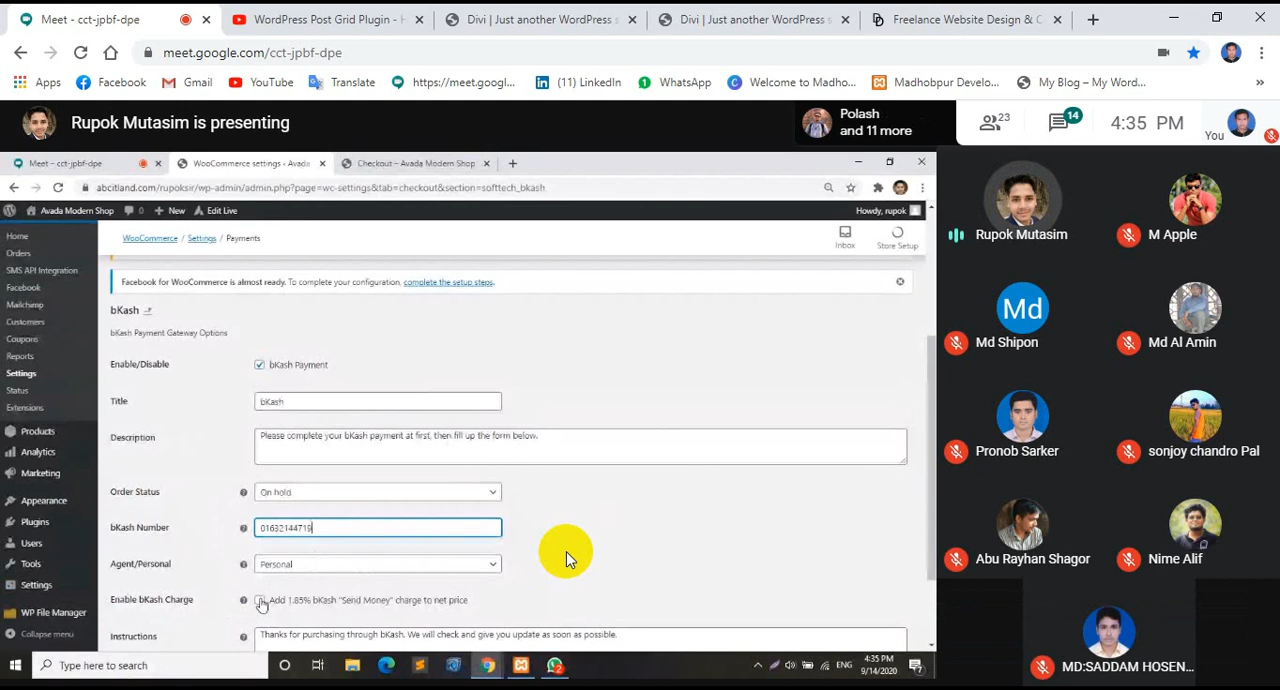 Meet - cct-jpbf-dpe
WordPress Post Grid Plugin - H
Divi | Just another WordPress s
Divi | Just another WordPress s
Freelance Website Design & C
meet.google.com/cct-jpbf-dpe
Apps
Facebook
Gmail
YouTube
Translate
https://meet.googl...
(11) LinkedIn
WhatsApp
Welcome to Madho...
Madhobpur Develo...
My Blog – My Word...
Rupok Mutasim is presenting
Polash
and 11 more
23
14
4:35 PM
You
Meet – cct-jpbf-dpe
WooCommerce settings ‹ Avada
Checkout – Avada Modern Shop
abcitland.com/rupoksir/wp-admin/admin.php?page=wc-settings&tab=checkout&section=softtech_bkash
Avada Modern Shop
0
New
Edit Live
Howdy, rupok
Home
Orders
SMS API Integration
Facebook
Mailchimp
Customers
Coupons
Reports
Settings
Status
Extensions
Products
Analytics
Marketing
Appearance
Plugins
Users
Tools
Settings
WP File Manager
Collapse menu
WooCommerce / Settings / Payments
Inbox
Store Setup
Facebook for WooCommerce is almost ready. To complete your configuration, complete the setup steps.
bKash
bKash Payment Gateway Options
Enable/Disable
bKash Payment
Title
bKash
Description
Please complete your bKash payment at first, then fill up the form below.
Order Status
On hold
bKash Number
01632144719
Agent/Personal
Personal
Enable bKash Charge
Add 1.85% bKash "Send Money" charge to net price
Instructions
Thanks for purchasing through bKash. We will check and give you update as soon as possible.
Type here to search
ENG
4:35 PM
9/14/2020
Rupok Mutasim
M Apple
Md
Md Shipon
Md Al Amin
Pronob Sarker
sonjoy chandro Pal
Abu Rayhan Shagor
Nime Alif
MD:SADDAM HOSEN...